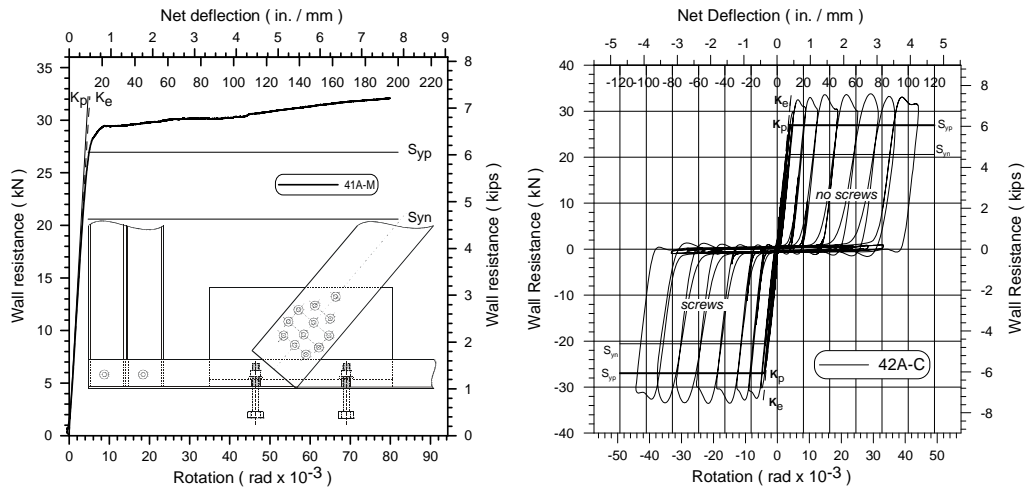 Net deflection ( in. / mm )
0 1 2 3 4 5 6 7 8 9
35 20 40 60 80 100 120 140 160 180 200 220 8
Kp Ke
30 7
Syp
6
25
41A-M
5
20 Syn
4
15
3
10
2
5
1
0 0
0 10 20 30 40 50 60 70 80 90
Rotation ( rad x 10-3 )
Wall resistance ( kN )
Wall resistance ( kips )
Net Deflection ( in. / mm )
-5 -4 -3 -2 -1 0 1 2 3 4 5
40 -120 -100 -80 -60 -40 -20 0 20 40 60 80 100 120
8
Ke
30
Kp Syp 6
20 Syn 4
no screws
10 2
0 0
-10 screws -2
-20 Syn -4
Syp Kp -6
-30 42A-C
Ke
-8
-40
-50 -40 -30 -20 -10 0 10 20 30 40 50
Rotation ( rad x 10-3 )
Wall Resistance ( kN )
Wall Resistance ( kips )